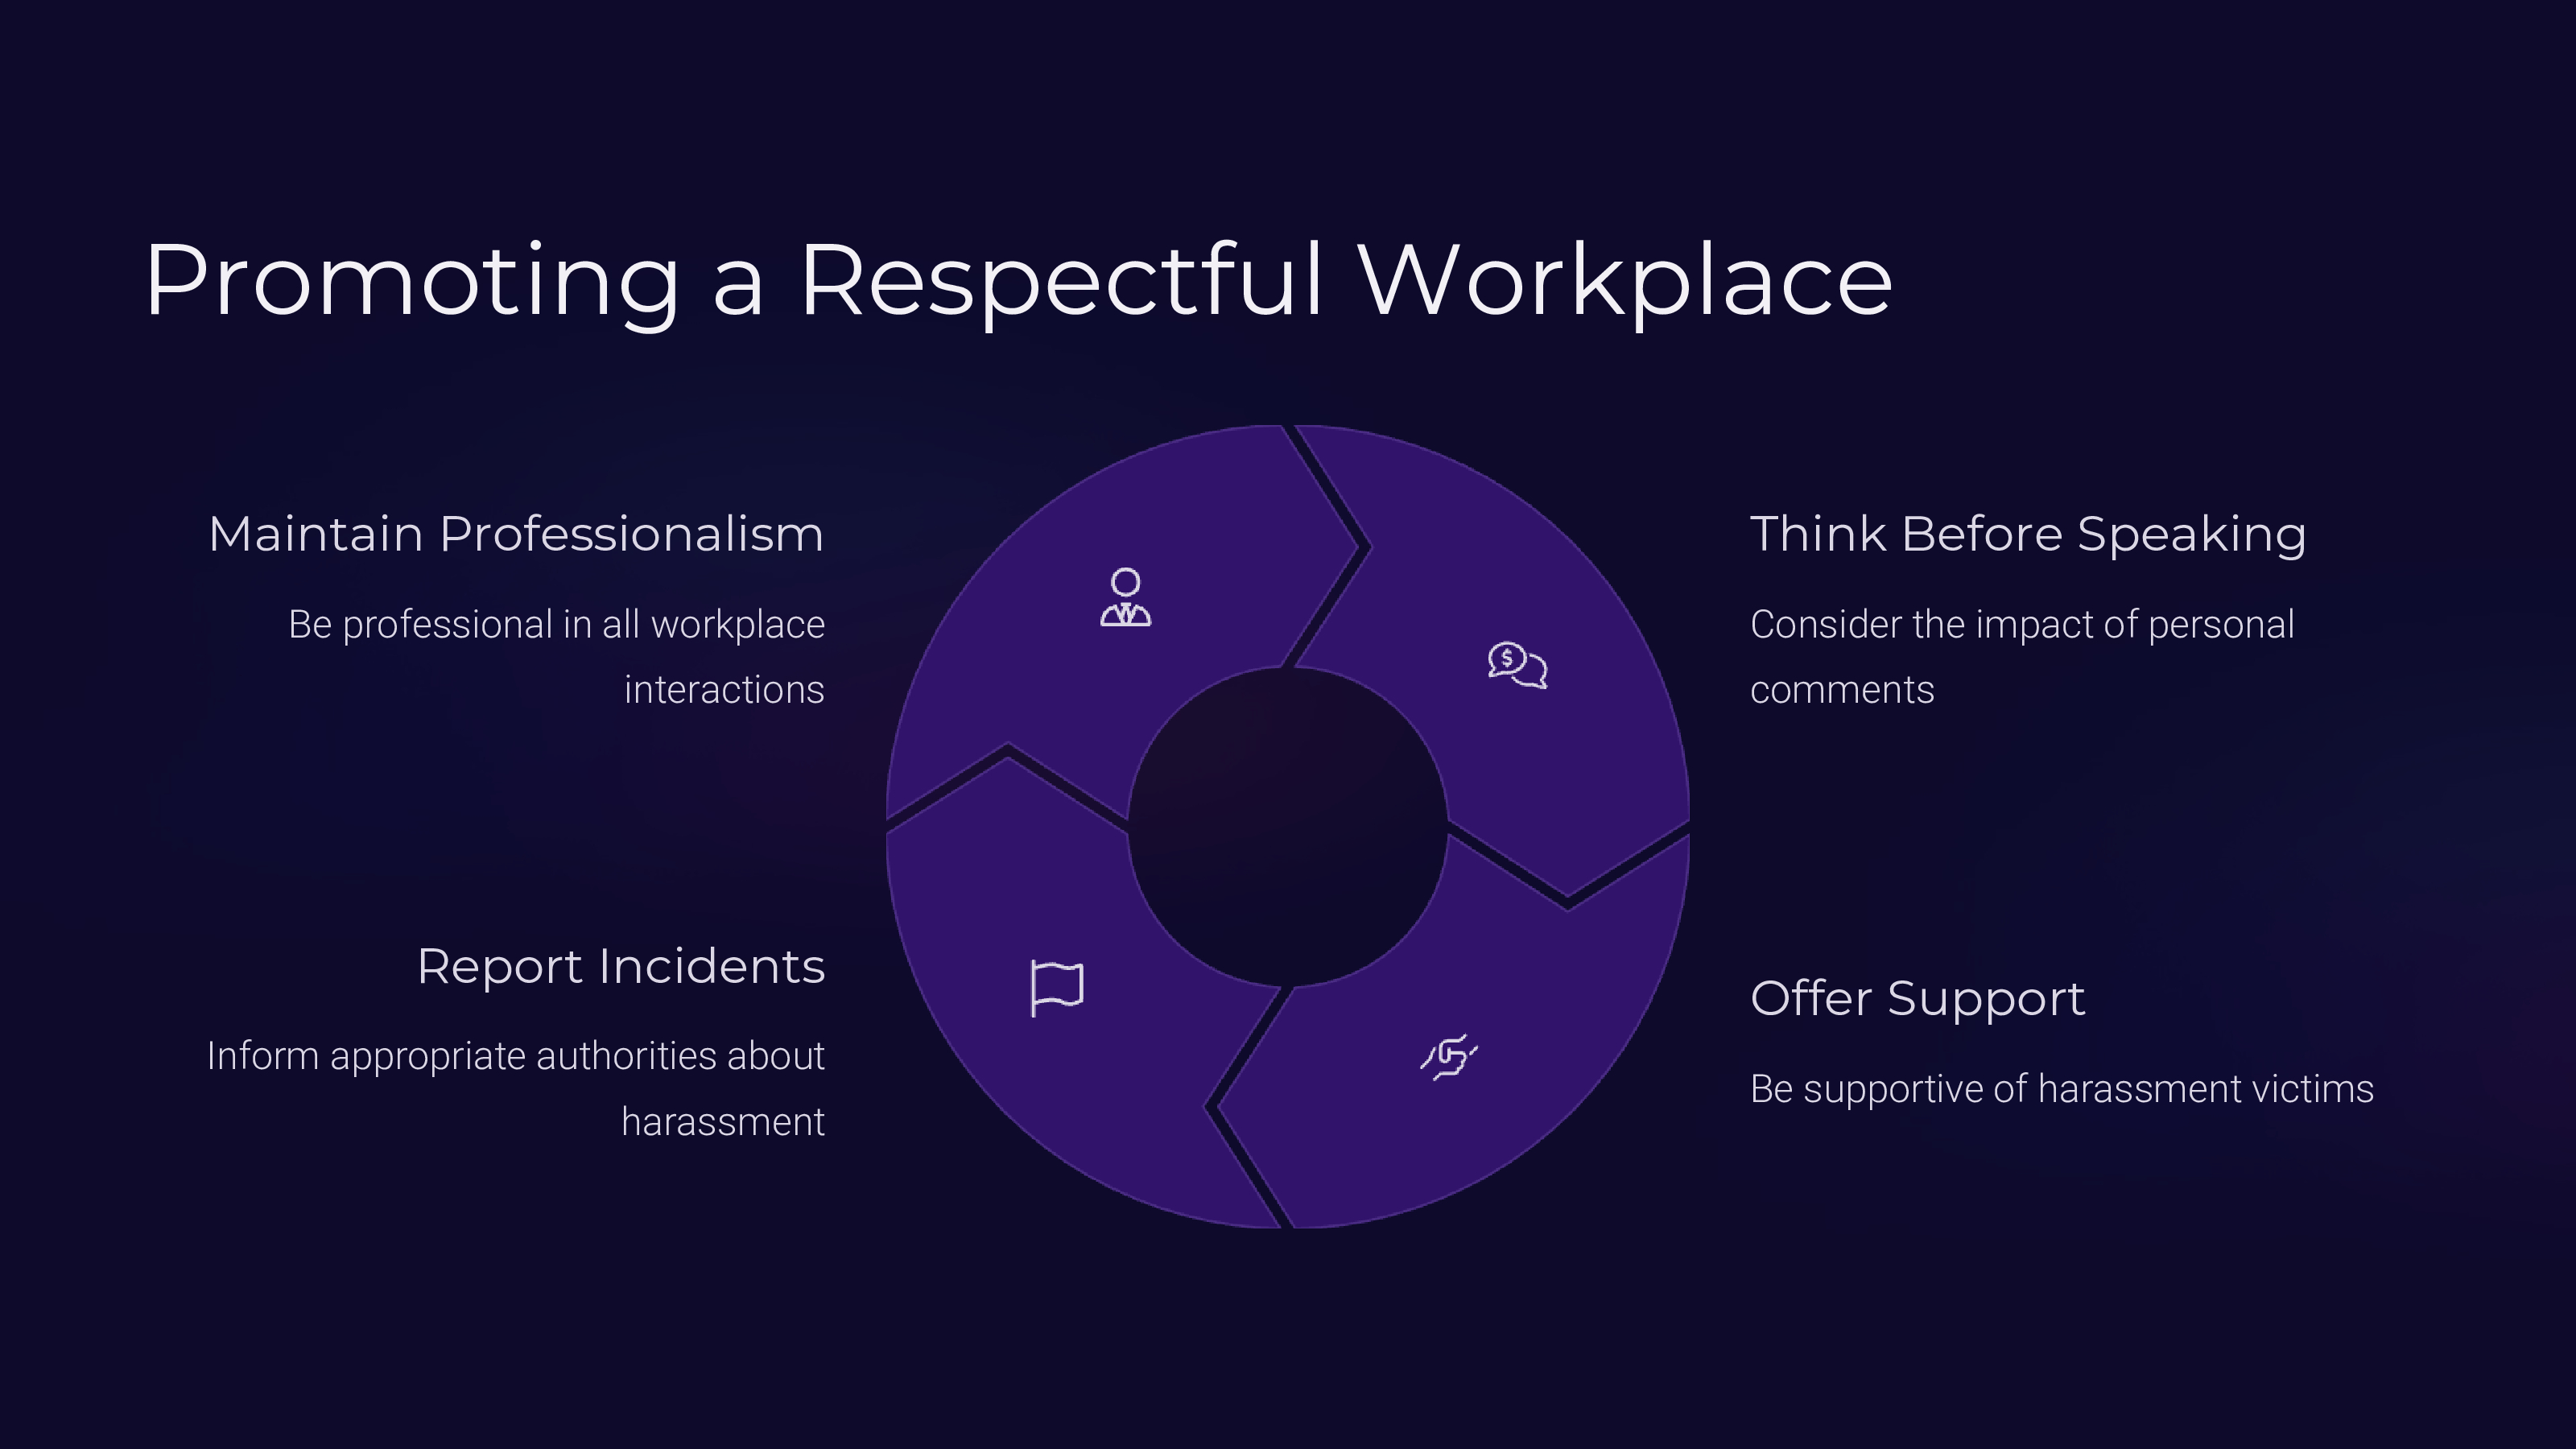 Promoting a Respectful Workplace
Maintain Professionalism
Be professional in all workplace
interactions
Think Before Speaking
Consider the impact of personal
comments
$
Report Incidents
Inform appropriate authorities about
harassment
Offer Support
Be supportive of harassment victims